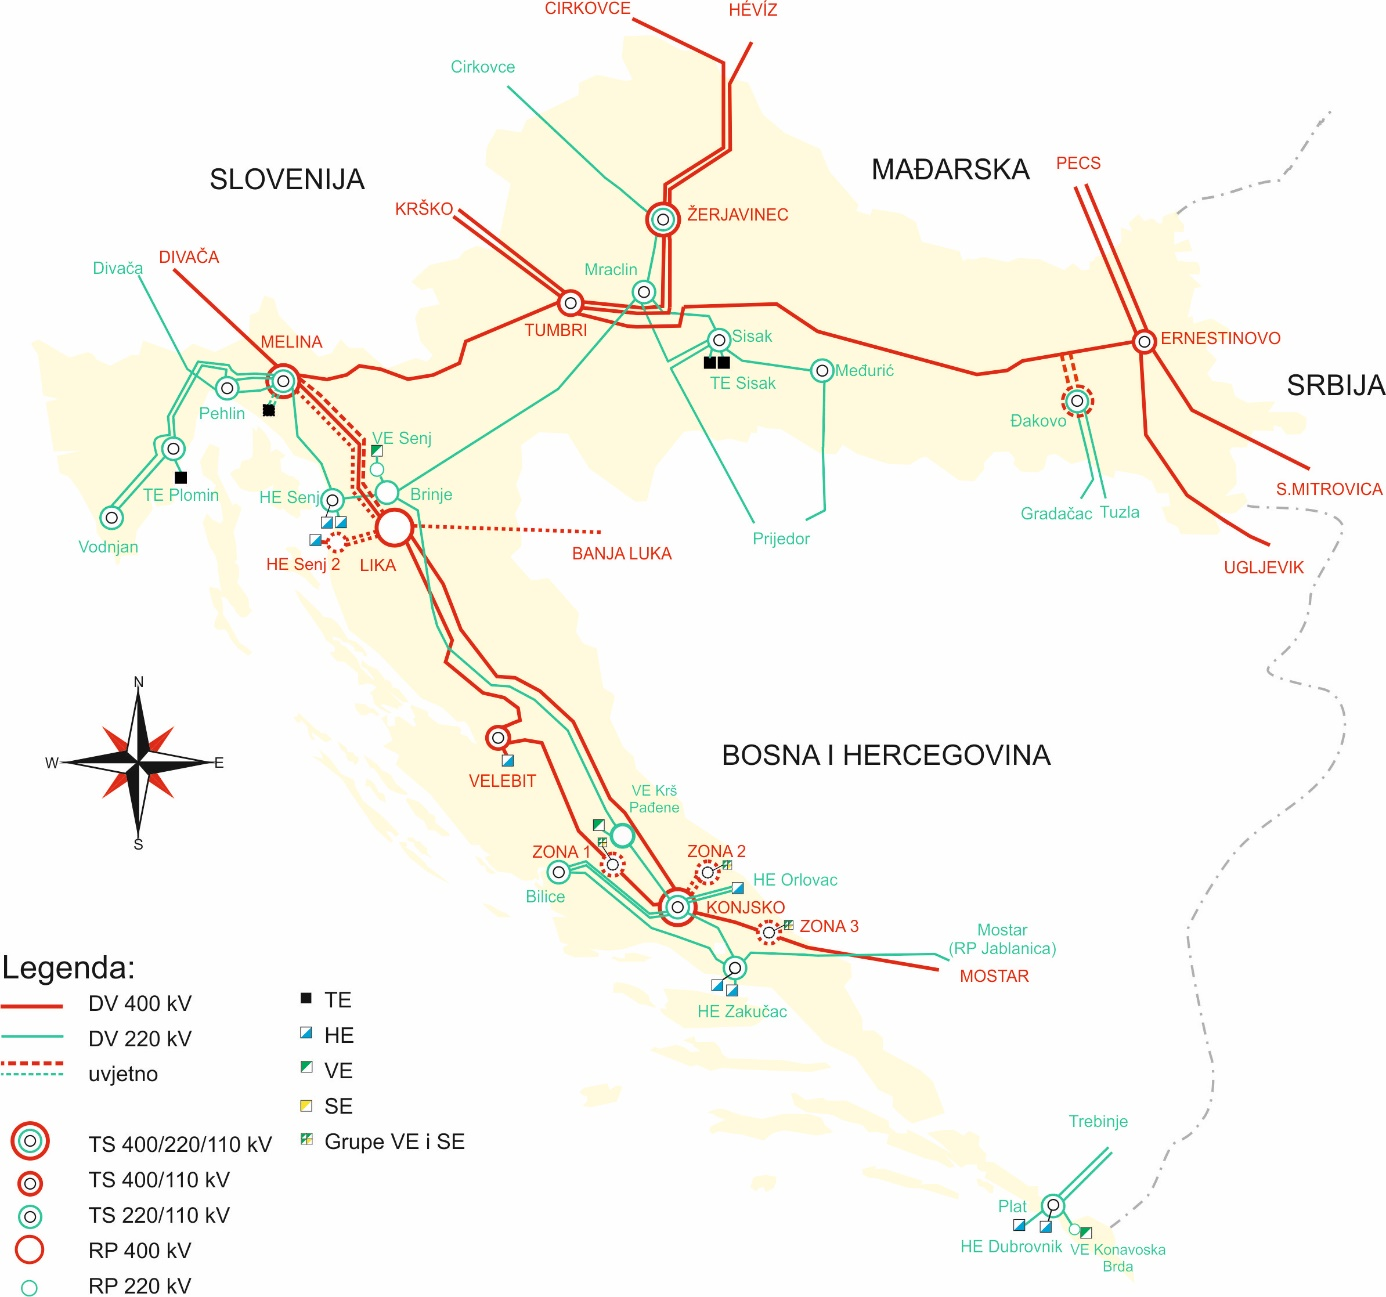 CIRKOVCE
HÉVÍZ
Cirkovce
SLOVENIJA
MAĐARSKA
PECS
KRŠKO
ŽERJAVINEC
DIVAČA
Divača
Mraclin
TUMBRI
Sisak
MELINA
ERNESTINOVO
TE Sisak
Međurić
SRBIJA
Pehlin
Đakovo
VE Senj
TE Plomin
HE Senj
Brinje
S.MITROVICA
Gradačac
Tuzla
Vodnjan
Prijedor
BANJA LUKA
HE Senj 2
LIKA
UGLJEVIK
N
W
E
S
BOSNA I HERCEGOVINA
VELEBIT
VE Krš
Pađene
ZONA 1
ZONA 2
HE Orlovac
Bilice
KONJSKO
ZONA 3
Mostar
(RP Jablanica)
MOSTAR
HE Zakučac
Legenda:
DV 400 kV
DV 220 kV
uvjetno
TS 400/220/110 kV
TS 400/110 kV
TS 220/110 kV
RP 400 kV
RP 220 kV
TE
HE
VE
SE
Grupe VE i SE
Trebinje
Plat
HE Dubrovnik
VE Konavoska
Brda